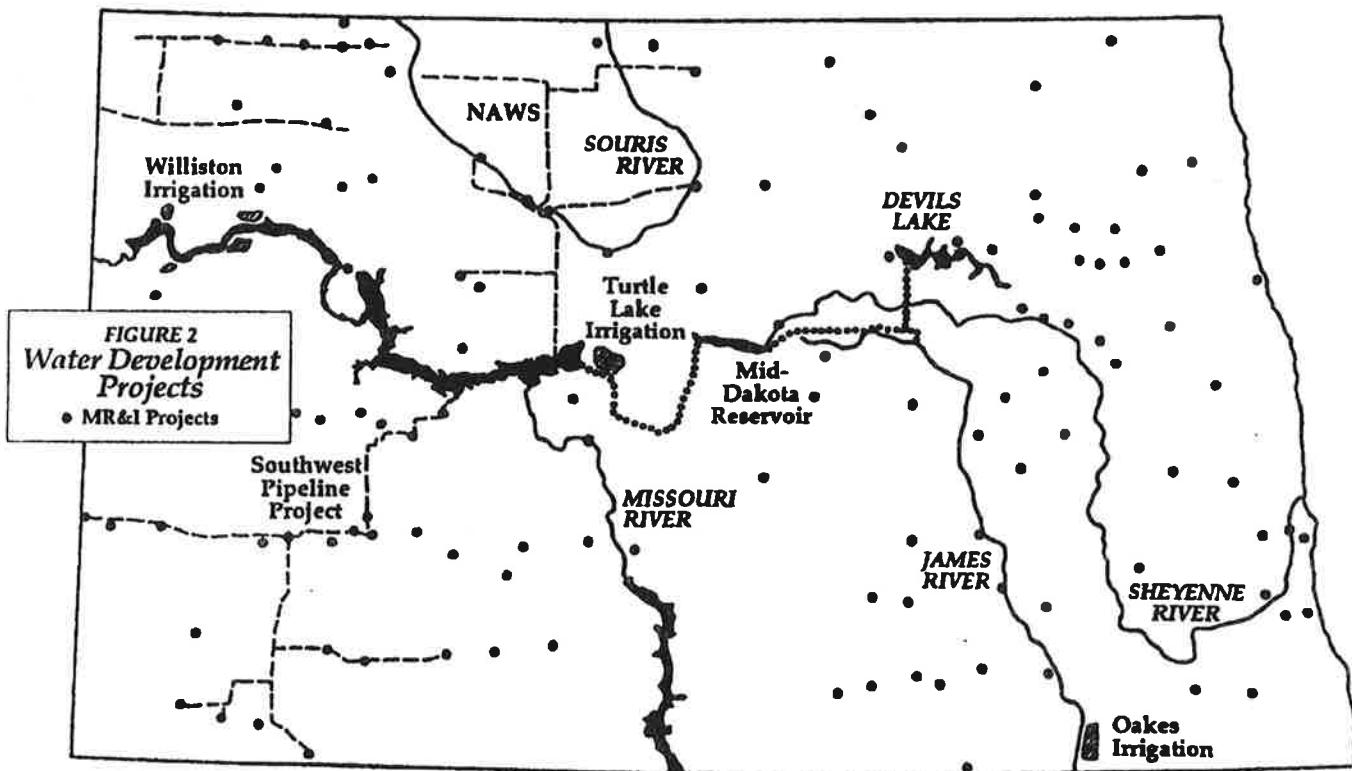 NAWS
SOURIS
RIVER
Williston
Irrigation
DEVILS
LAKE
Turtle
Lake
Irrigation
FIGURE 2
Water Development
Projects
MR&I Projects
Mid-
Dakota
Reservoir
Southwest
Pipeline
Project
MISSOURI
RIVER
JAMES
RIVER
SHEYENNE
RIVER
Oakes
Irrigation